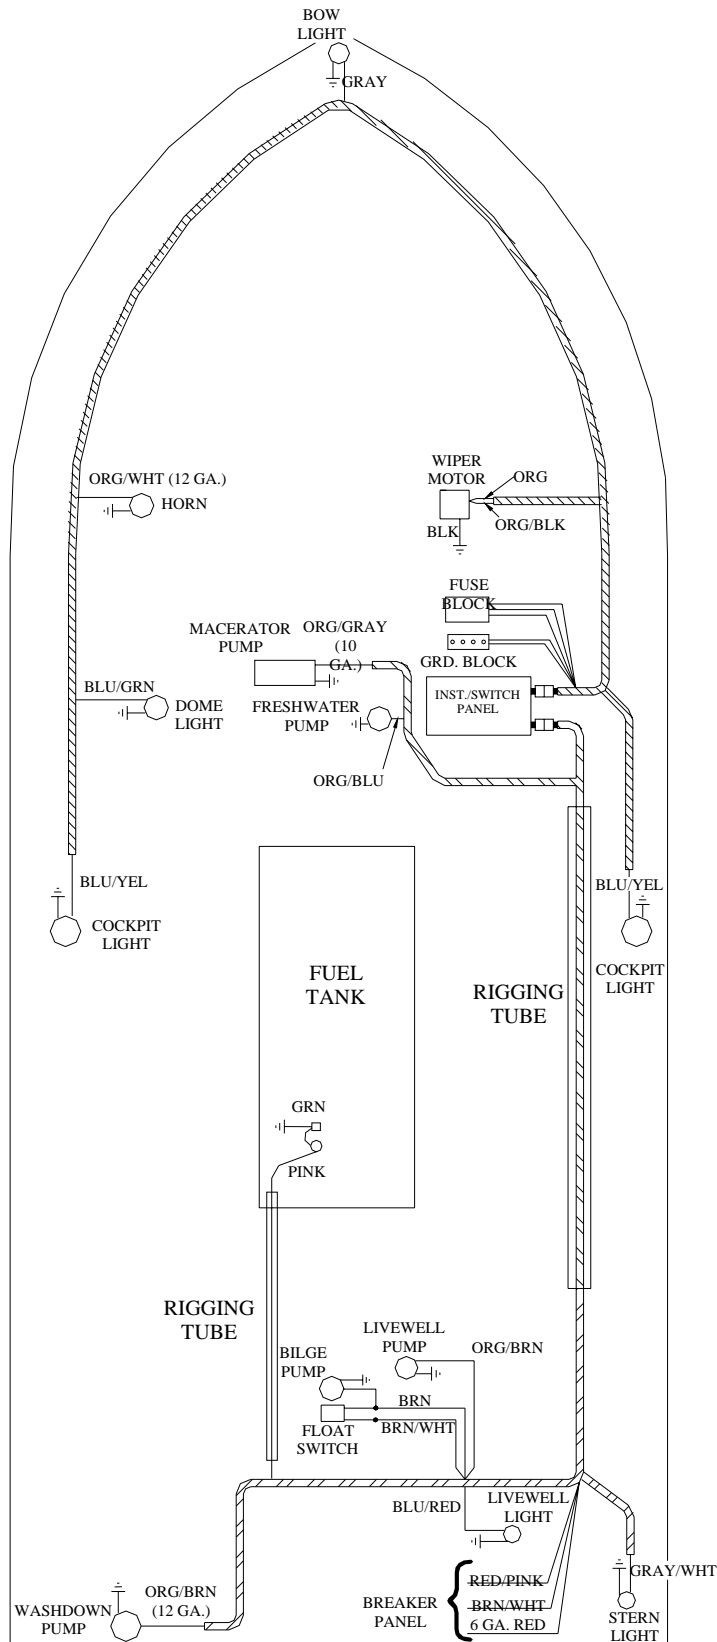 BOW
LIGHT
GRAY
ORG/WHT (12 GA.)
HORN
WIPER
MOTOR
ORG
ORG/BLK
BLK
FUSE
BLOCK
GRD. BLOCK
MACERATOR
PUMP
ORG/GRAY
(10
GA.)
INST./SWITCH
PANEL
BLU/GRN
DOME
LIGHT
FRESHWATER
PUMP
ORG/BLU
BLU/YEL
COCKPIT
LIGHT
BLU/YEL
COCKPIT
LIGHT
FUEL
TANK
RIGGING
TUBE
GRN
PINK
RIGGING
TUBE
LIVEWELL
PUMP
ORG/BRN
BILGE
PUMP
BRN
BRN/WHT
FLOAT
SWITCH
BLU/RED
LIVEWELL
LIGHT
GRAY/WHT
STERN
LIGHT
RED/PINK
BRN/WHT
6 GA. RED
BREAKER
PANEL
ORG/BRN
(12 GA.)
WASHDOWN
PUMP